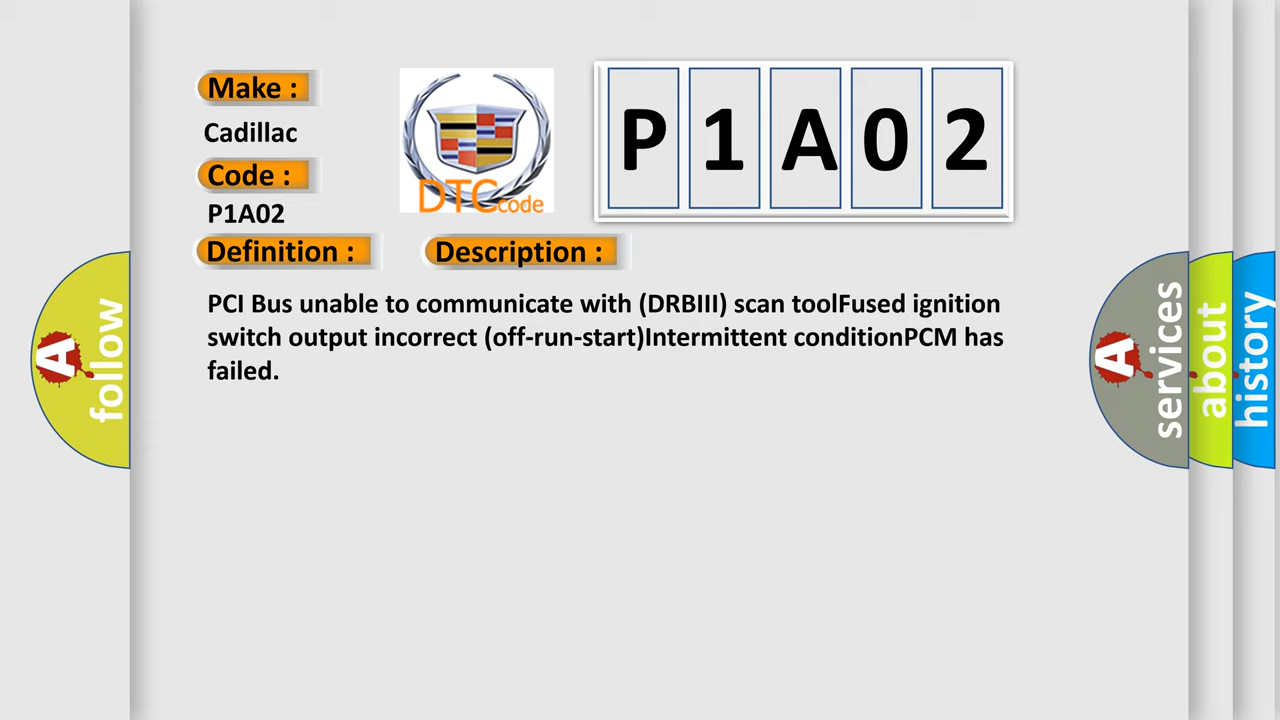 Make :
Cadillac
Code :
P1A02
Definition :
Description :
PCI Bus unable to communicate with (DRBIII) scan toolFused ignition
switch output incorrect (off-run-start)Intermittent conditionPCM has
failed.
DTCcode
P 1 A 0 2
A
follow
A
services
about
history